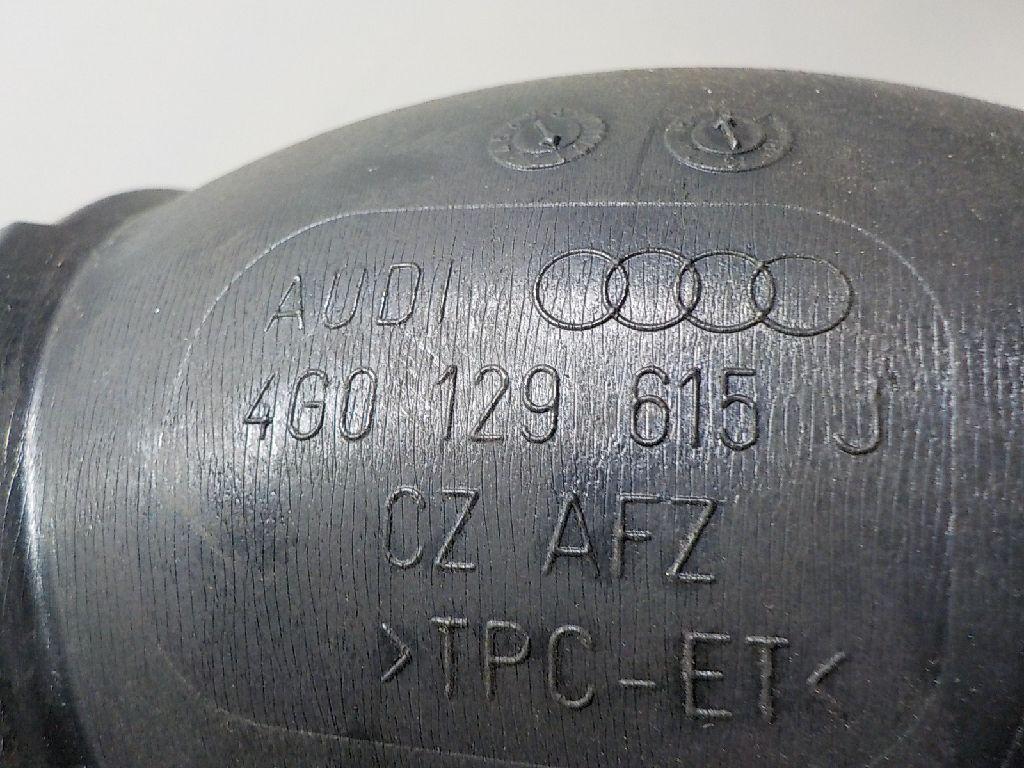 AUDI
4G0 129 615 J
CZ AFZ
>TPC-ET<